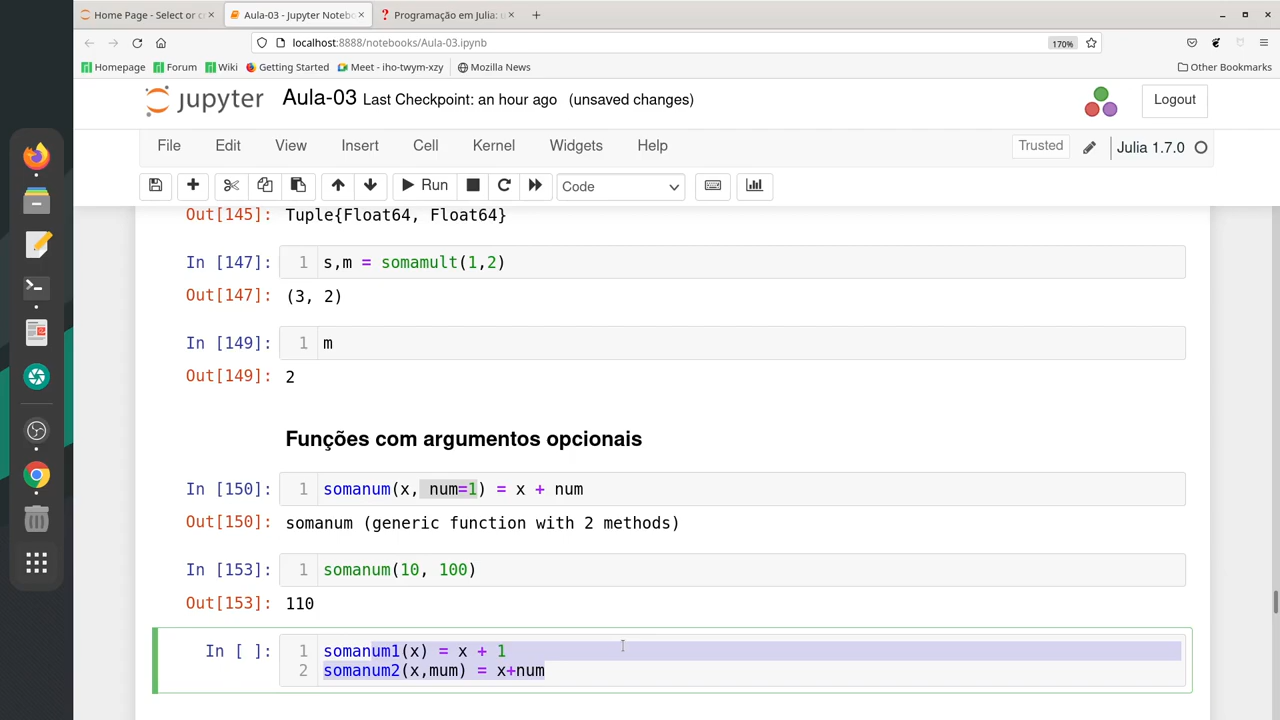 Home Page - Select or c
Aula-03 - Jupyter Notebo
Programação em Julia: u
localhost:8888/notebooks/Aula-03.ipynb
170%
Homepage
Forum
Wiki
Getting Started
Meet - iho-twym-xzy
Mozilla News
Other Bookmarks
jupyter
Aula-03 Last Checkpoint: an hour ago (unsaved changes)
Logout
File Edit View Insert Cell Kernel Widgets Help
Trusted
Julia 1.7.0
Run
Code
Out[145]: Tuple{Float64, Float64}
In [147]: 1 s,m = somamult(1,2)
Out[147]: (3, 2)
In [149]: 1 m
Out[149]: 2
Funções com argumentos opcionais
In [150]: 1 somanum(x, num=1) = x + num
Out[150]: somanum (generic function with 2 methods)
In [153]: 1 somanum(10, 100)
Out[153]: 110
In [ ]: 1 somanum1(x) = x + 1
2 somanum2(x,mum) = x+num